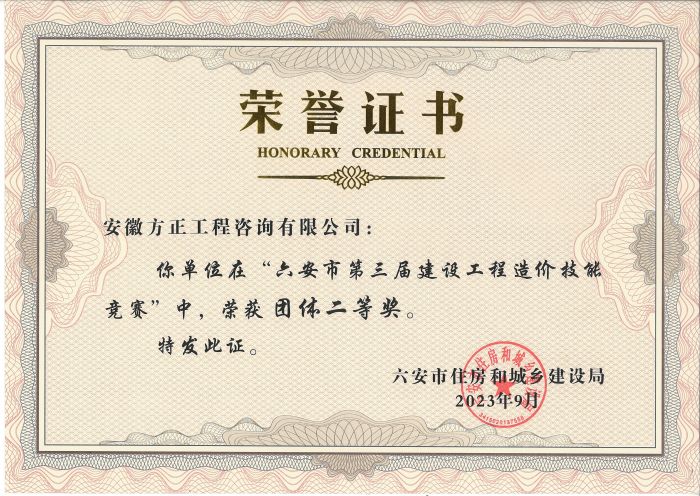 荣誉证书
HONORARY CREDENTIAL
安徽方正工程咨询有限公司：
你单位在“六安市第三届建设工程造价技能
竞赛”中，荣获团体二等奖。
特发此证。
六安市住房和城乡建设局
2023年9月